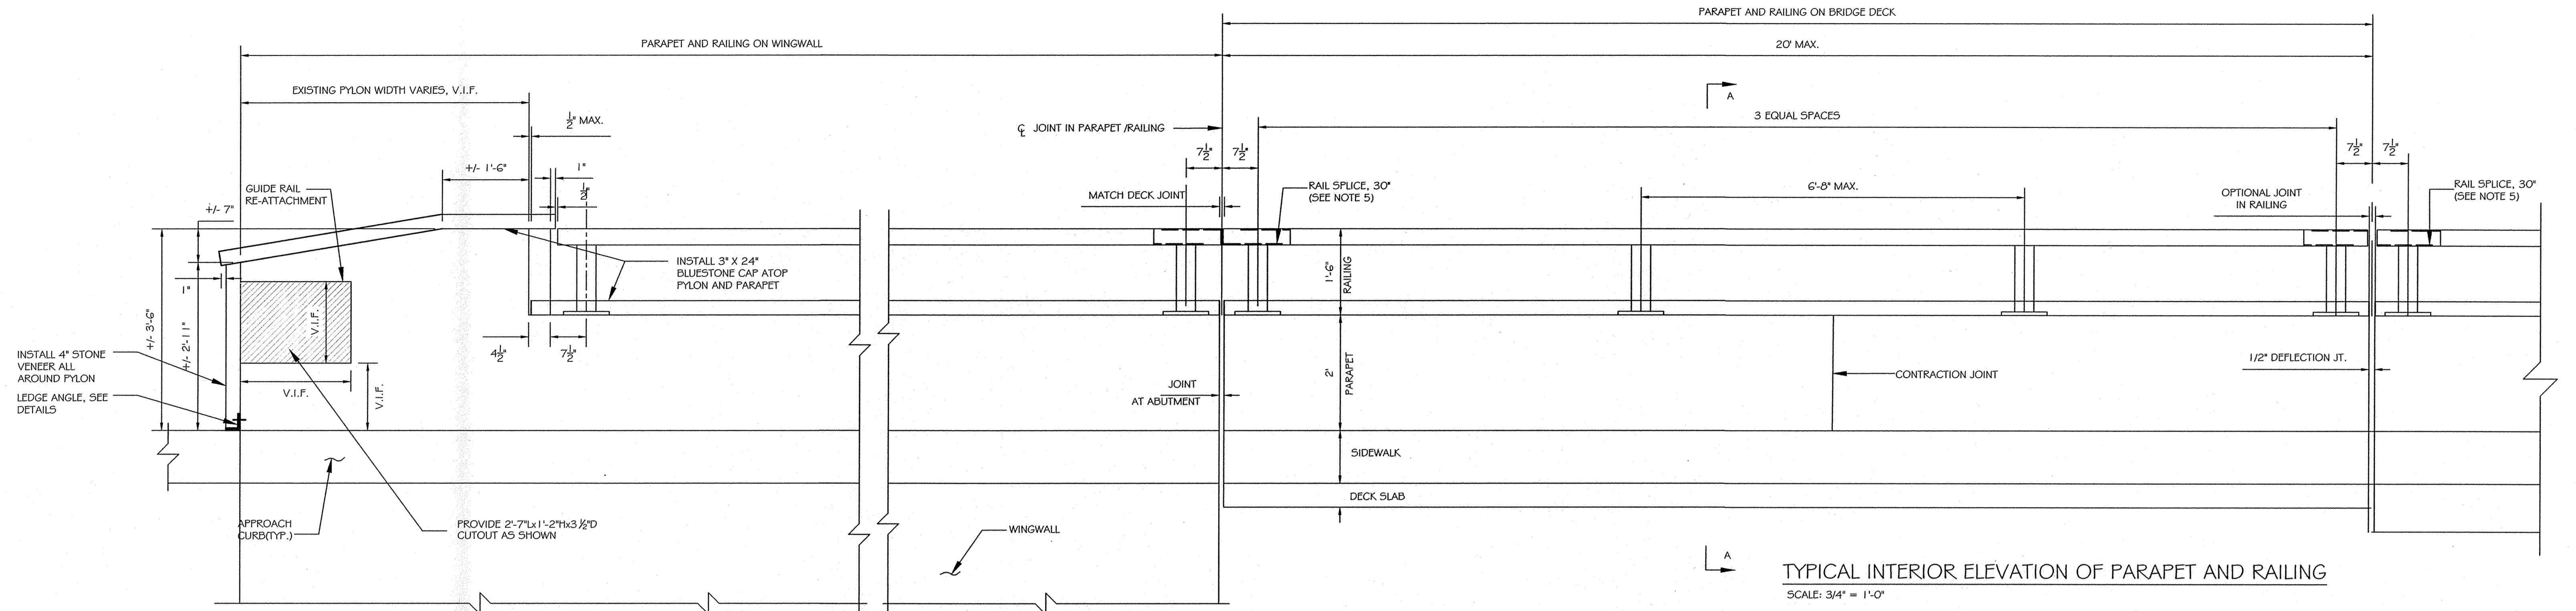 PARAPET AND RAILING ON BRIDGE DECK
PARAPET AND RAILING ON WINGWALL
20' MAX.
EXISTING PYLON WIDTH VARIES, V.I.F.
A
½" MAX.
3 EQUAL SPACES
℄ JOINT IN PARAPET /RAILING
7½"
7½"
7½"
7½"
+/- 1'-6"
1"
½"
GUIDE RAIL
RE-ATTACHMENT
MATCH DECK JOINT
RAIL SPLICE, 30"
(SEE NOTE 5)
6'-8" MAX.
OPTIONAL JOINT
IN RAILING
RAIL SPLICE, 30"
(SEE NOTE 5)
+/- 7"
INSTALL 3" X 24"
BLUESTONE CAP ATOP
PYLON AND PARAPET
1'-6"
RAILING
1"
+/- 3'-6"
+/- 2'-11"
V.I.F.
4½"
7½"
INSTALL 4" STONE
VENEER ALL
AROUND PYLON
V.I.F.
V.I.F.
LEDGE ANGLE, SEE
DETAILS
JOINT
AT ABUTMENT
2'
PARAPET
CONTRACTION JOINT
1/2" DEFLECTION JT.
SIDEWALK
DECK SLAB
APPROACH
CURB(TYP.)
PROVIDE 2'-7"Lx1'-2"Hx3½"D
CUTOUT AS SHOWN
WINGWALL
A
TYPICAL INTERIOR ELEVATION OF PARAPET AND RAILING
SCALE: 3/4" = 1'-0"